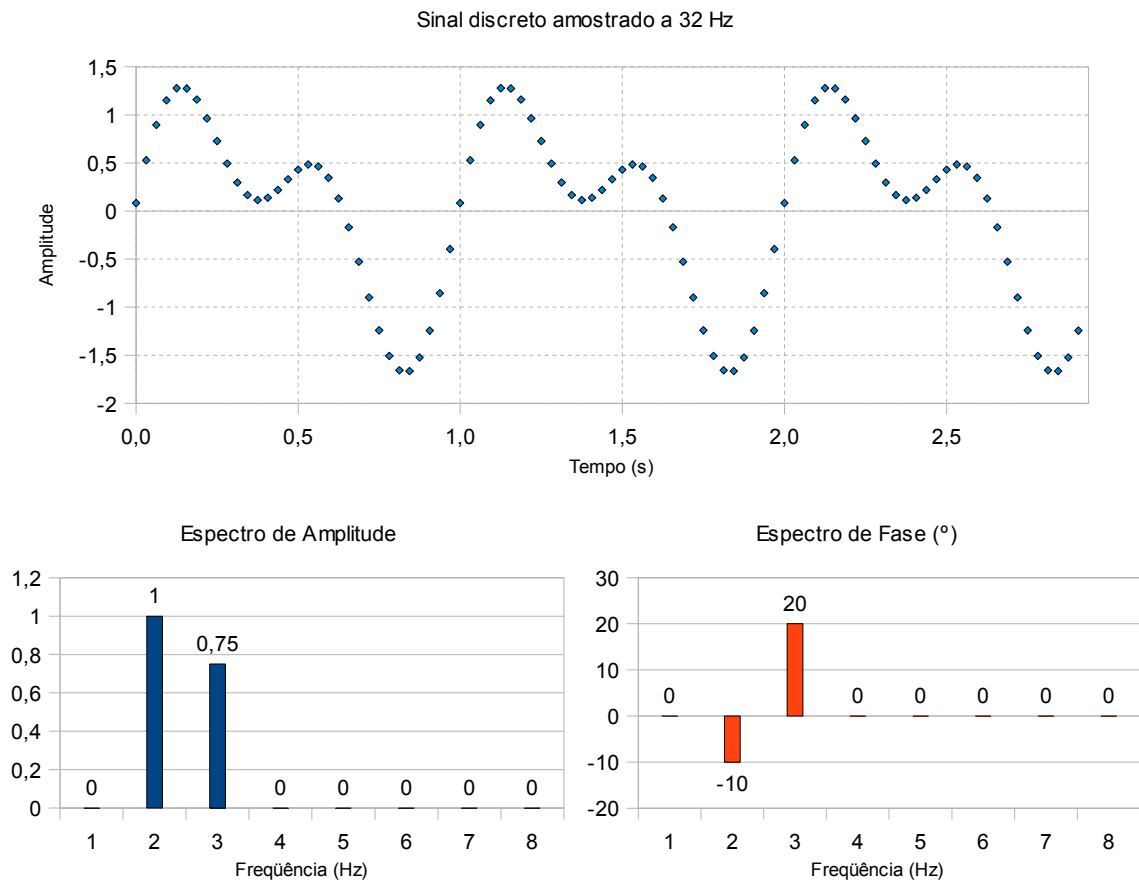 Sinal discreto amostrado a 32 Hz
1,5
1
0,5
0
-0,5
-1
-1,5
-2
Amplitude
0,0 0,5 1,0 1,5 2,0 2,5
Tempo (s)
Espectro de Amplitude
1,2
1
0,8
0,6
0,4
0,2
0
0 1 0,75 0 0 0 0 0
1 2 3 4 5 6 7 8
Freqüência (Hz)
Espectro de Fase (º)
30
20
10
0
-10
-20
0 -10 20 0 0 0 0 0
1 2 3 4 5 6 7 8
Freqüência (Hz)